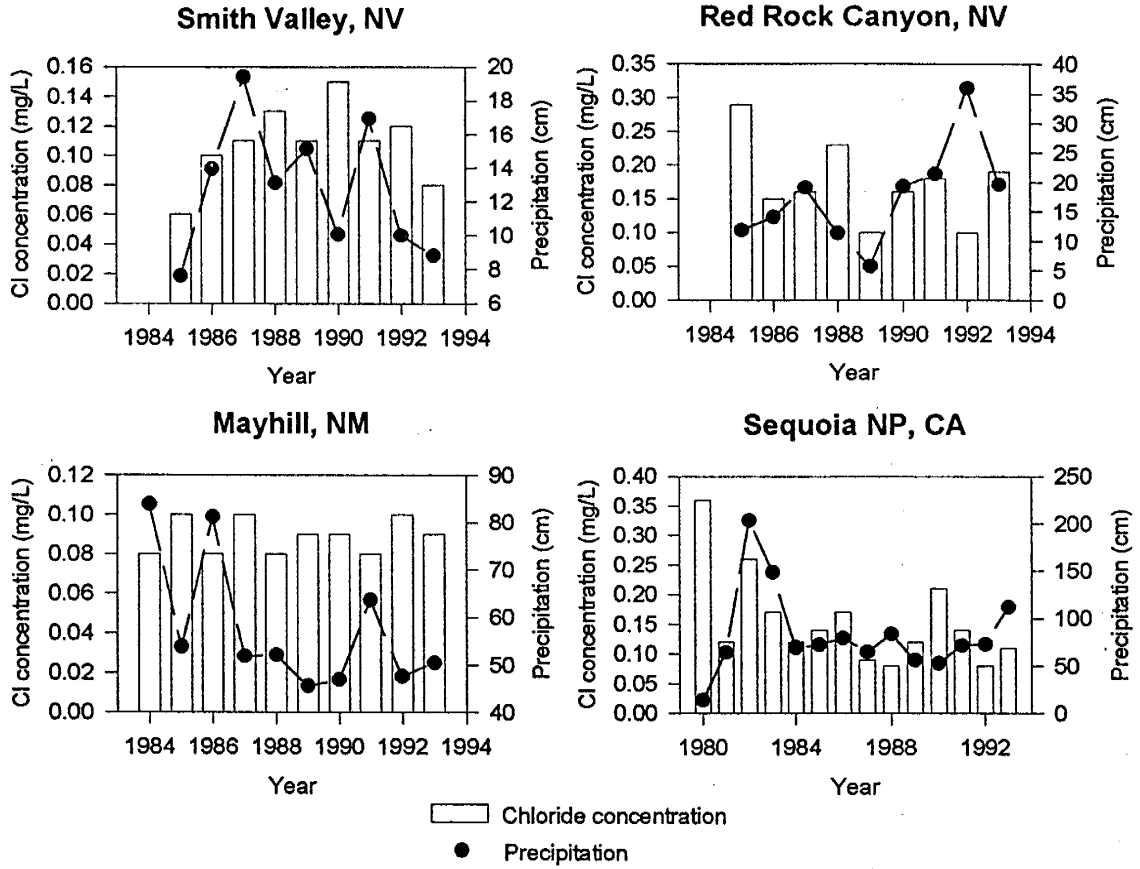 Smith Valley, NV
Cl concentration (mg/L)
0.16
0.14
0.12
0.10
0.08
0.06
0.04
0.02
0.00
20
18
16
14
12
10
8
6
Precipitation (cm)
1984 1986 1988 1990 1992 1994
Year
Red Rock Canyon, NV
Cl concentration (mg/L)
0.35
0.30
0.25
0.20
0.15
0.10
0.05
0.00
40
35
30
25
20
15
10
5
0
Precipitation (cm)
1984 1986 1988 1990 1992 1994
Year
Mayhill, NM
Cl concentration (mg/L)
0.12
0.10
0.08
0.06
0.04
0.02
0.00
90
80
70
60
50
40
Precipitation (cm)
1984 1986 1988 1990 1992 1994
Year
Sequoia NP, CA
Cl concentration (mg/L)
0.40
0.35
0.30
0.25
0.20
0.15
0.10
0.05
0.00
250
200
150
100
50
0
Precipitation (cm)
1980 1984 1988 1992
Year
Chloride concentration
Precipitation